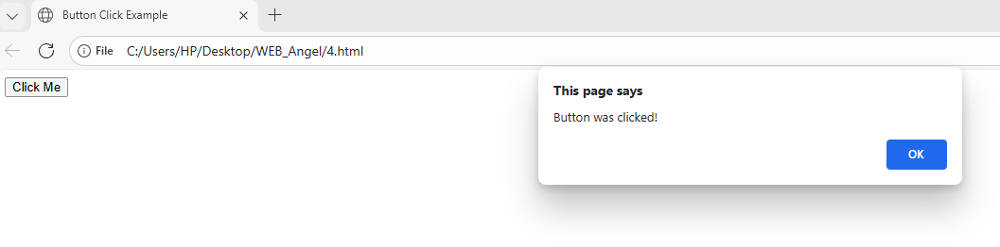 Button Click Example
File C:/Users/HP/Desktop/WEB_Angel/4.html
Click Me
This page says
Button was clicked!
OK